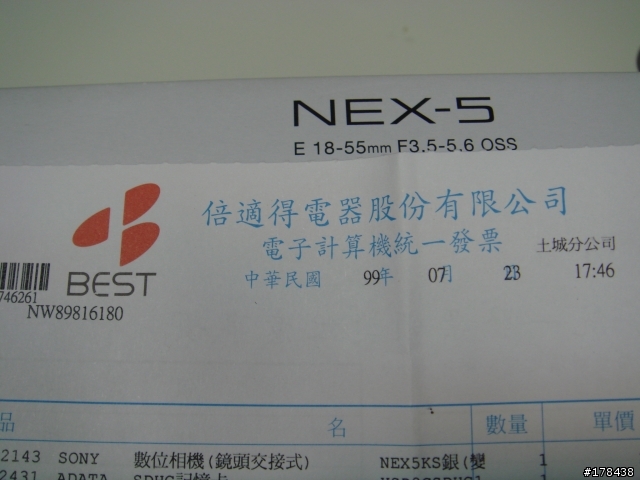 NEX-5
E 18-55mm F3.5-5.6 OSS
倍適得電器股份有限公司
電子計算機統一發票
土城分公司
BEST
中華民國 99年 07月 23 17:46
746261
NW89816180
品 名 數量 單價
2143 SONY 數位相機(鏡頭交接式) NEX5KS銀(變 1
2431 ADATA SDHC記憶卡
#178438